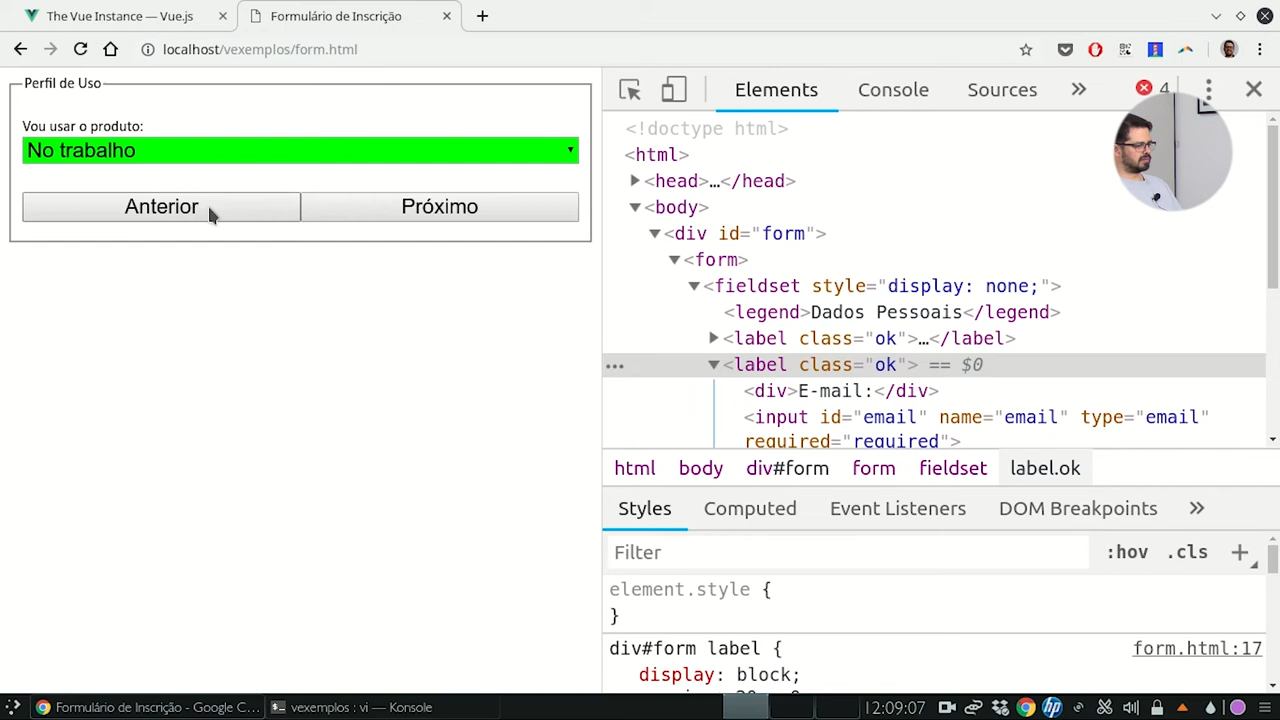 The Vue Instance — Vue.js
Formulário de Inscrição
localhost/vexemplos/form.html
Perfil de Uso
Vou usar o produto:
No trabalho
Anterior Próximo
Elements Console Sources » 4
<!doctype html>
<html>
<head>…</head>
<body>
<div id="form">
<form>
<fieldset style="display: none;">
<legend>Dados Pessoais</legend>
<label class="ok">…</label>
<label class="ok"> == $0
<div>E-mail:</div>
<input id="email" name="email" type="email"
required="required">
html body div#form form fieldset label.ok
Styles Computed Event Listeners DOM Breakpoints »
Filter :hov .cls +
element.style {
}
div#form label { form.html:17
display: block;
Formulário de Inscrição - Google C...
vexemplos : vi — Konsole
12:09:07